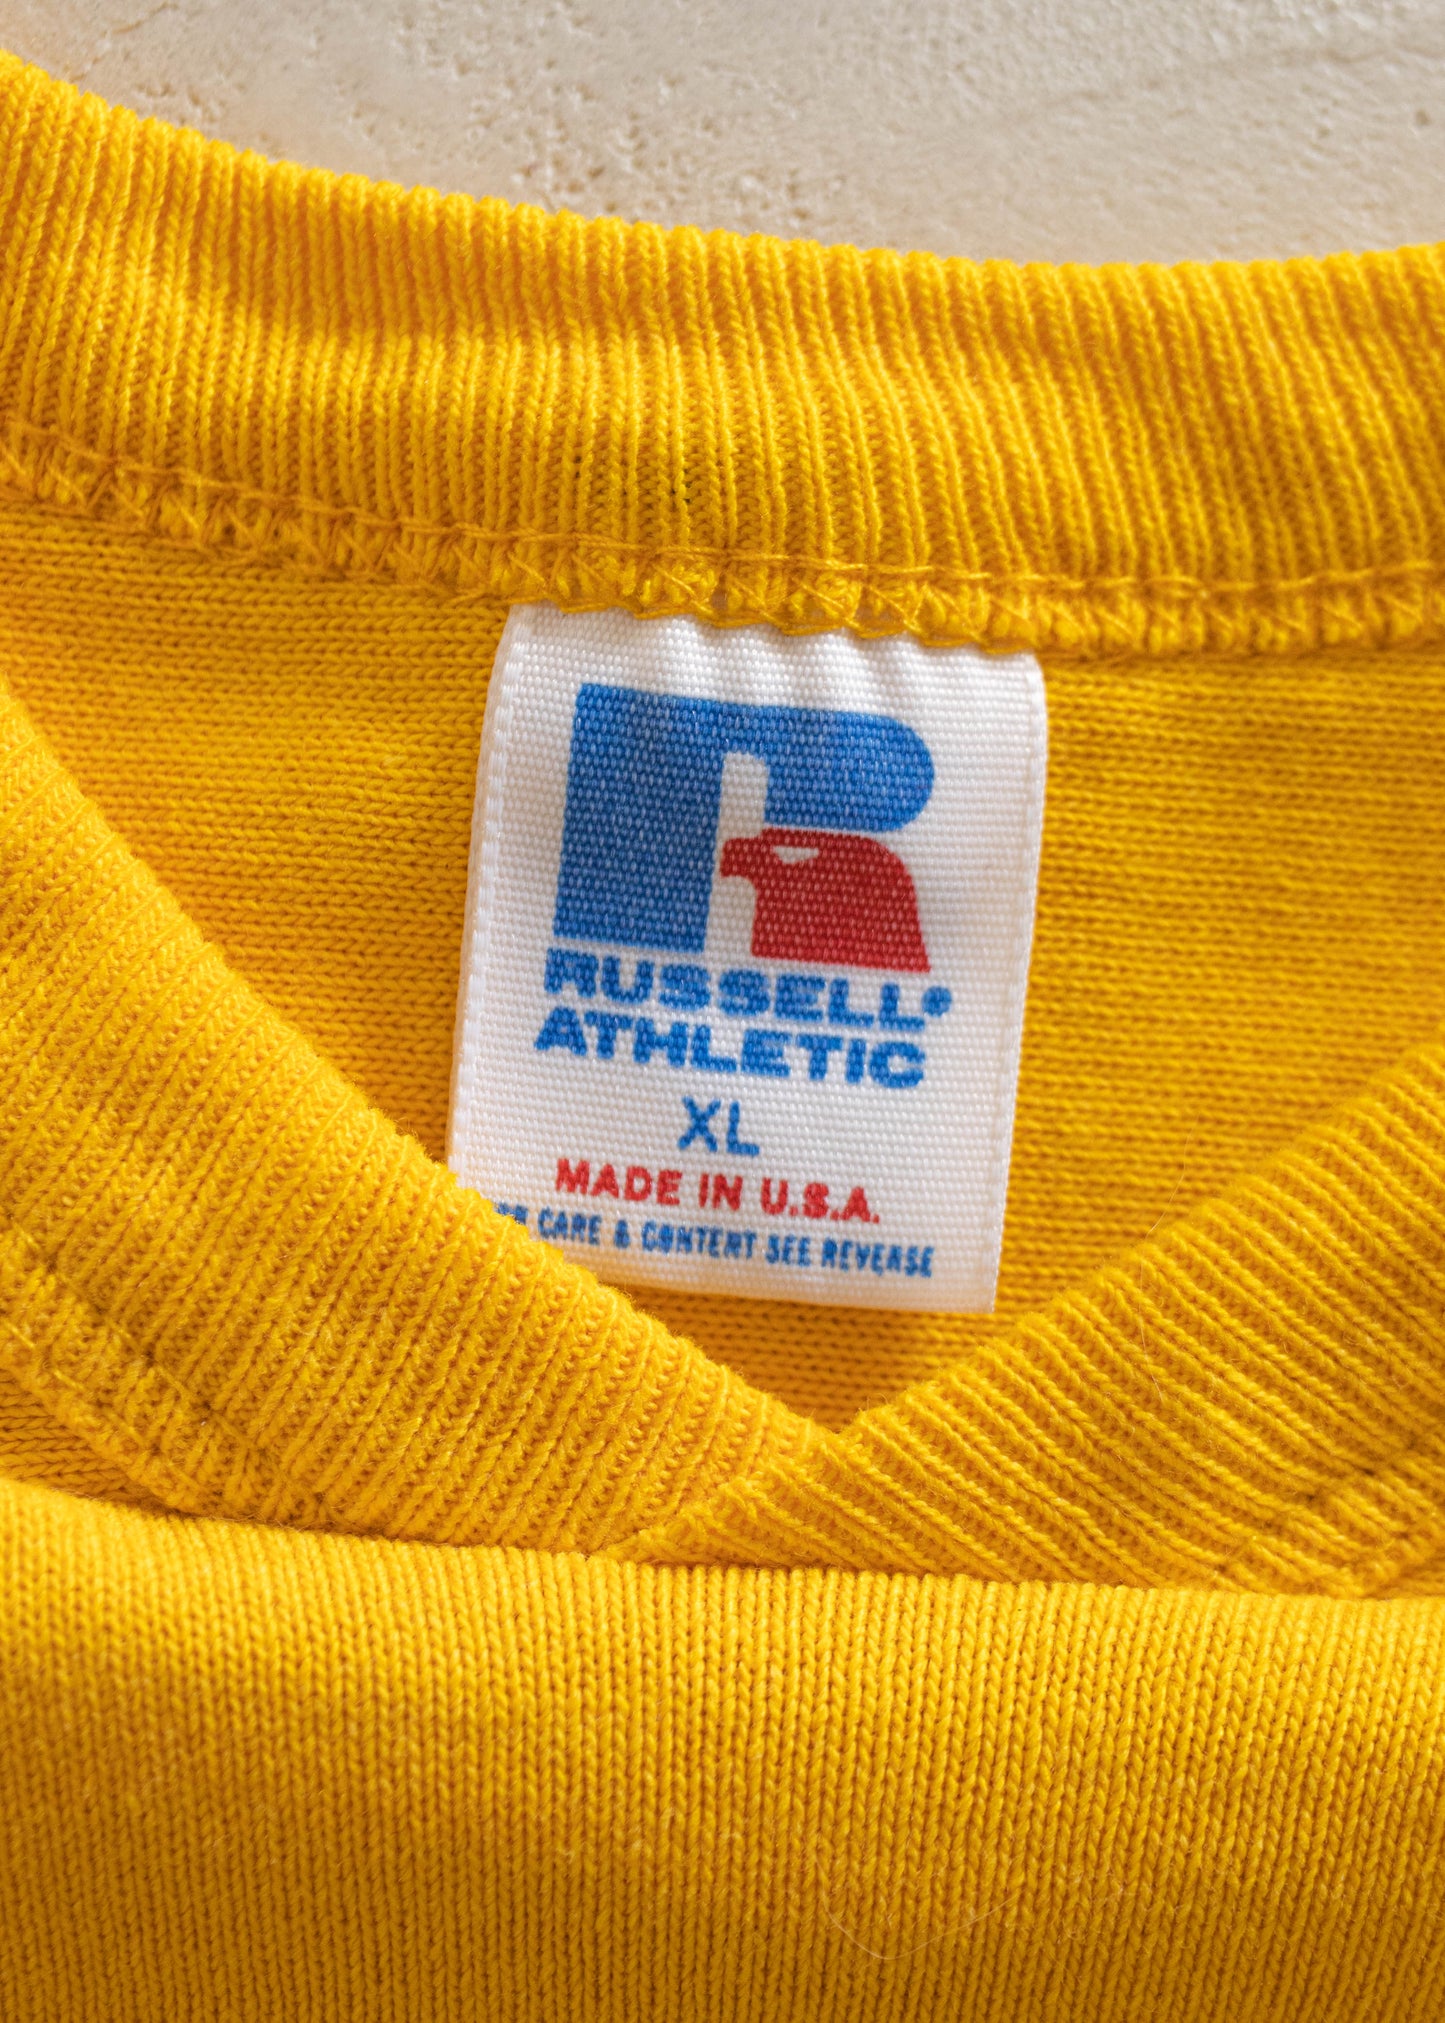 RUSSELL®
ATHLETIC
XL
MADE IN U.S.A.
CARE & CONTENT SEE REVERSE